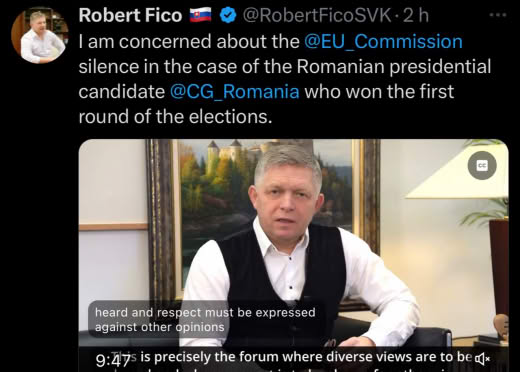 Robert Fico @RobertFicoSVK · 2 h
I am concerned about the @EU_Commission
silence in the case of the Romanian presidential
candidate @CG_Romania who won the first
round of the elections.
CC
heard and respect must be expressed
against other opinions
9:47
is precisely the forum where diverse views are to be